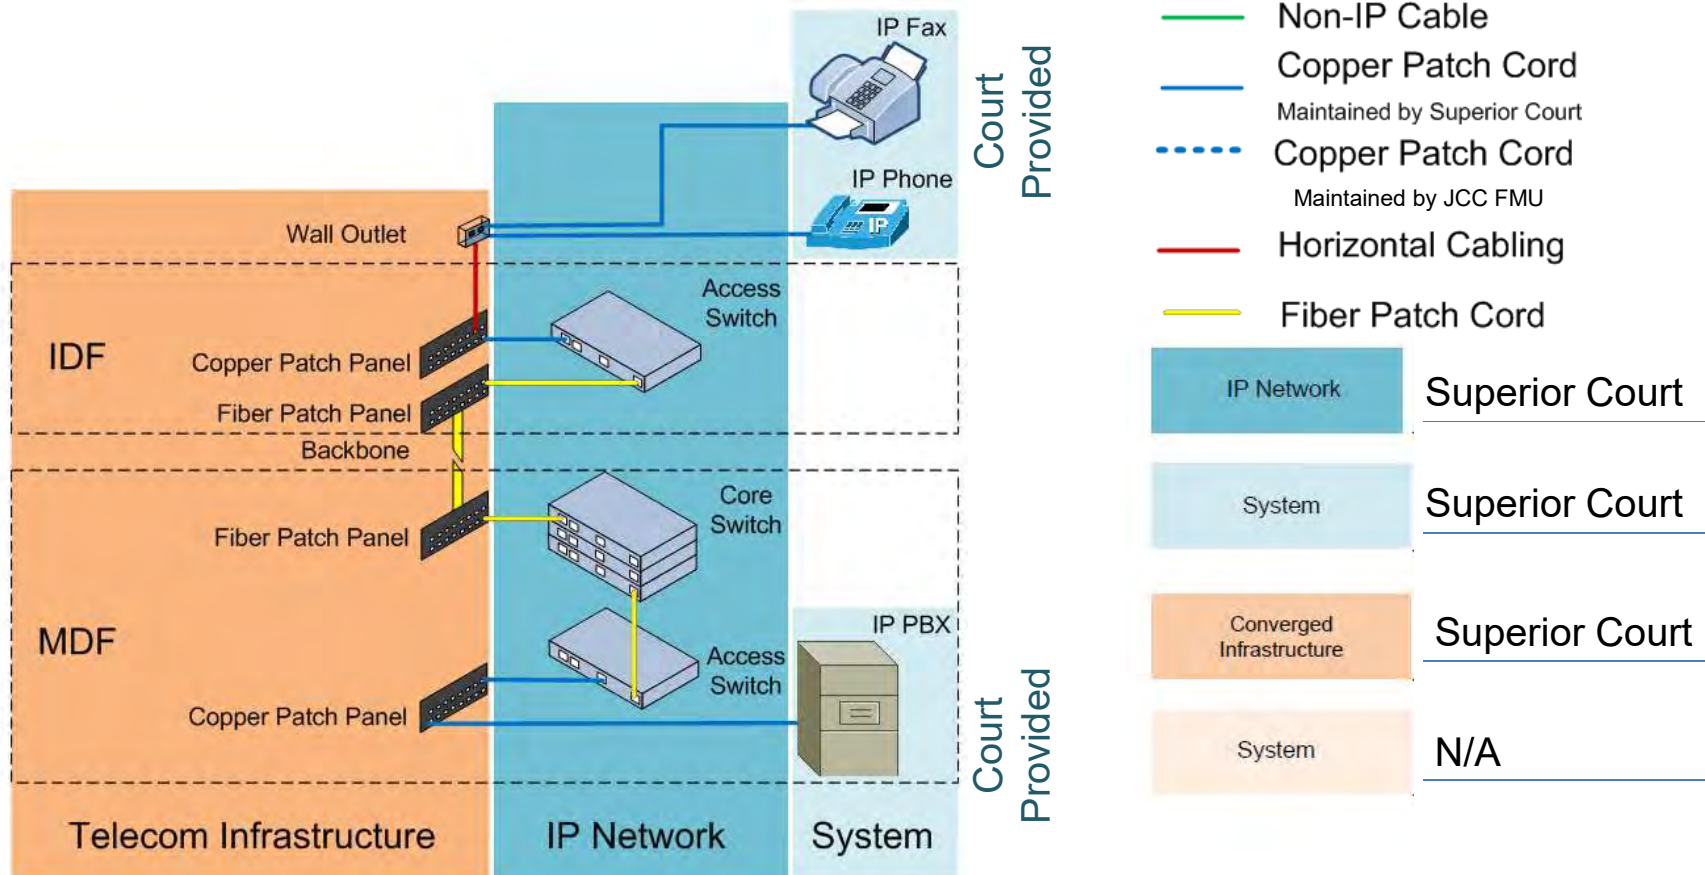 IP Fax
Court
Provided
IP Phone
IP
Wall Outlet
Access
Switch
IDF
Copper Patch Panel
Fiber Patch Panel
Backbone
Core
Switch
Fiber Patch Panel
MDF
IP PBX
Access
Switch
Copper Patch Panel
Court
Provided
Telecom Infrastructure
IP Network
System
Non-IP Cable
Copper Patch Cord
Maintained by Superior Court
Copper Patch Cord
Maintained by JCC FMU
Horizontal Cabling
Fiber Patch Cord
IP Network
Superior Court
System
Superior Court
Converged
Infrastructure
Superior Court
System
N/A